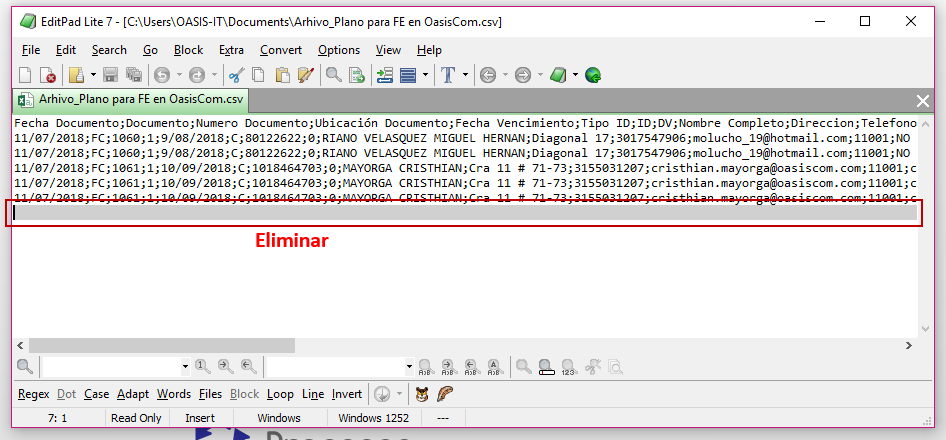 EditPad Lite 7 - [C:\Users\OASIS-IT\Documents\Arhivo_Plano para FE en OasisCom.csv]
File Edit Search Go Block Extra Convert Options View Help
Arhivo_Plano para FE en OasisCom.csv
Fecha Documento;Documento;Numero Documento;Ubicación Documento;Fecha Vencimiento;Tipo ID;ID;DV;Nombre Completo;Direccion;Telefono
11/07/2018;FC;1060;1;9/08/2018;C;80122622;0;RIANO VELASQUEZ MIGUEL HERNAN;Diagonal 17;3017547906;molucho_19@hotmail.com;11001;NO
11/07/2018;FC;1060;1;9/08/2018;C;80122622;0;RIANO VELASQUEZ MIGUEL HERNAN;Diagonal 17;3017547906;molucho_19@hotmail.com;11001;NO
11/07/2018;FC;1061;1;10/09/2018;C;1018464703;0;MAYORGA CRISTHIAN;Cra 11 # 71-73;3155031207;cristhian.mayorga@oasiscom.com;11001;c
11/07/2018;FC;1061;1;10/09/2018;C;1018464703;0;MAYORGA CRISTHIAN;Cra 11 # 71-73;3155031207;cristhian.mayorga@oasiscom.com;11001;c
11/07/2018;FC;1061;1;10/09/2018;C;1018464703;0;MAYORGA CRISTHIAN;Cra 11 # 71-73;3155031207;cristhian.mayorga@oasiscom.com;11001;c
Eliminar
Regex Dot Case Adapt Words Files Block Loop Line Invert
7: 1 Read Only Insert Windows Windows 1252 ---